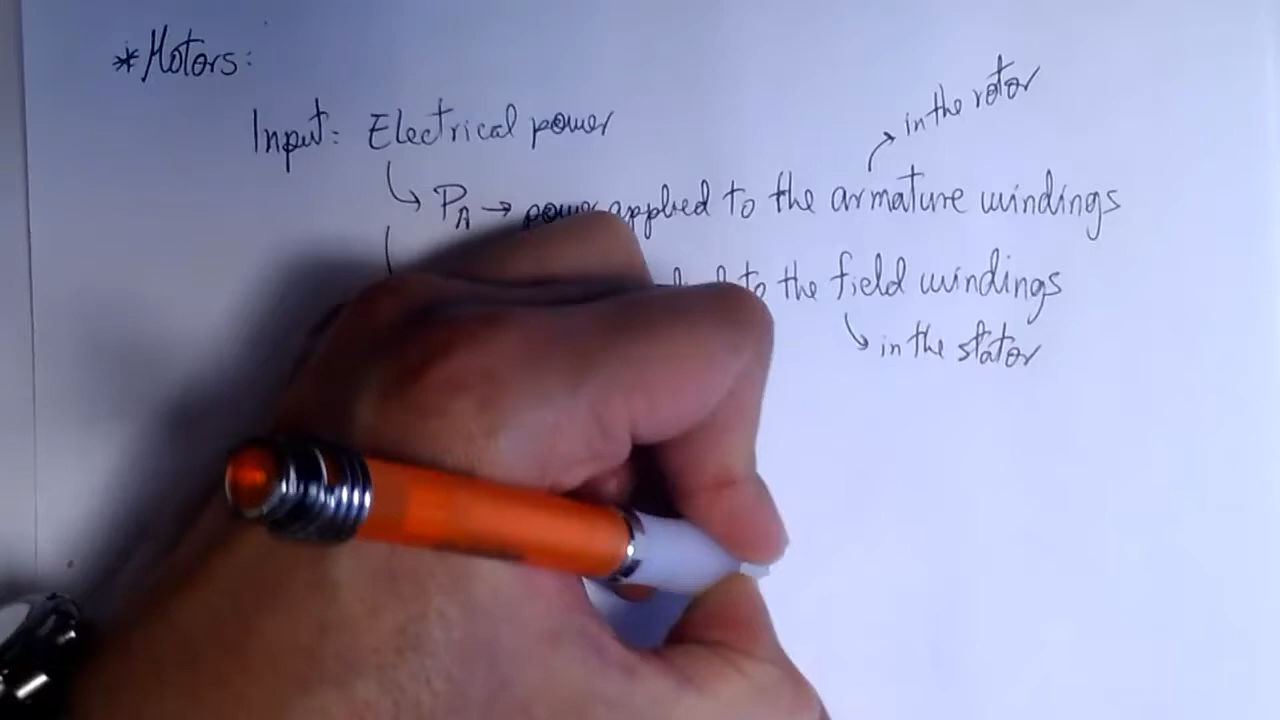 *Motors:
in the rotor
Input: Electrical power
↳ PA → power applied to the armature windings
to the field windings
↳ in the stator